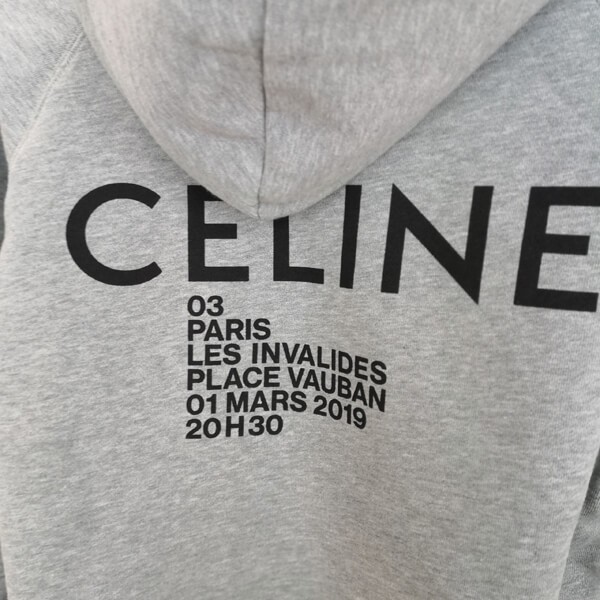 CELINE
03
PARIS
LES INVALIDES
PLACE VAUBAN
01 MARS 2019
20H30